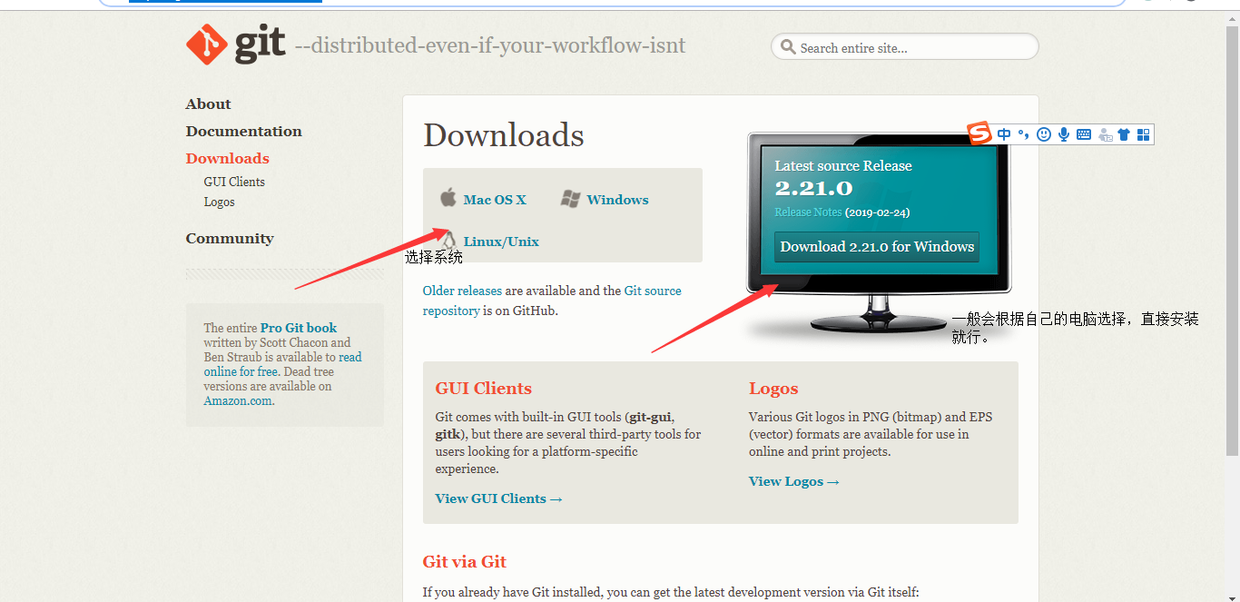 git --distributed-even-if-your-workflow-isnt
Search entire site...
About
Documentation
Downloads
GUI Clients
Logos
Community
The entire Pro Git book
written by Scott Chacon and
Ben Straub is available to read
online for free. Dead tree
versions are available on
Amazon.com.
Downloads
Mac OS X
Windows
Linux/Unix
选择系统
Older releases are available and the Git source
repository is on GitHub.
中
Latest source Release
2.21.0
Release Notes (2019-02-24)
Download 2.21.0 for Windows
一般会根据自己的电脑选择，直接安装
就行。
GUI Clients
Git comes with built-in GUI tools (git-gui,
gitk), but there are several third-party tools for
users looking for a platform-specific
experience.
View GUI Clients →
Logos
Various Git logos in PNG (bitmap) and EPS
(vector) formats are available for use in
online and print projects.
View Logos →
Git via Git
If you already have Git installed, you can get the latest development version via Git itself: